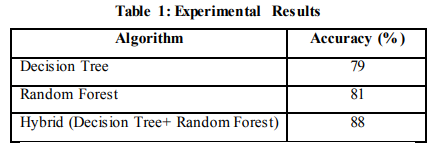 Table 1: Experimental Results
Algorithm Accuracy (%)
Decision Tree 79
Random Forest 81
Hybrid (Decision Tree+ Random Forest) 88